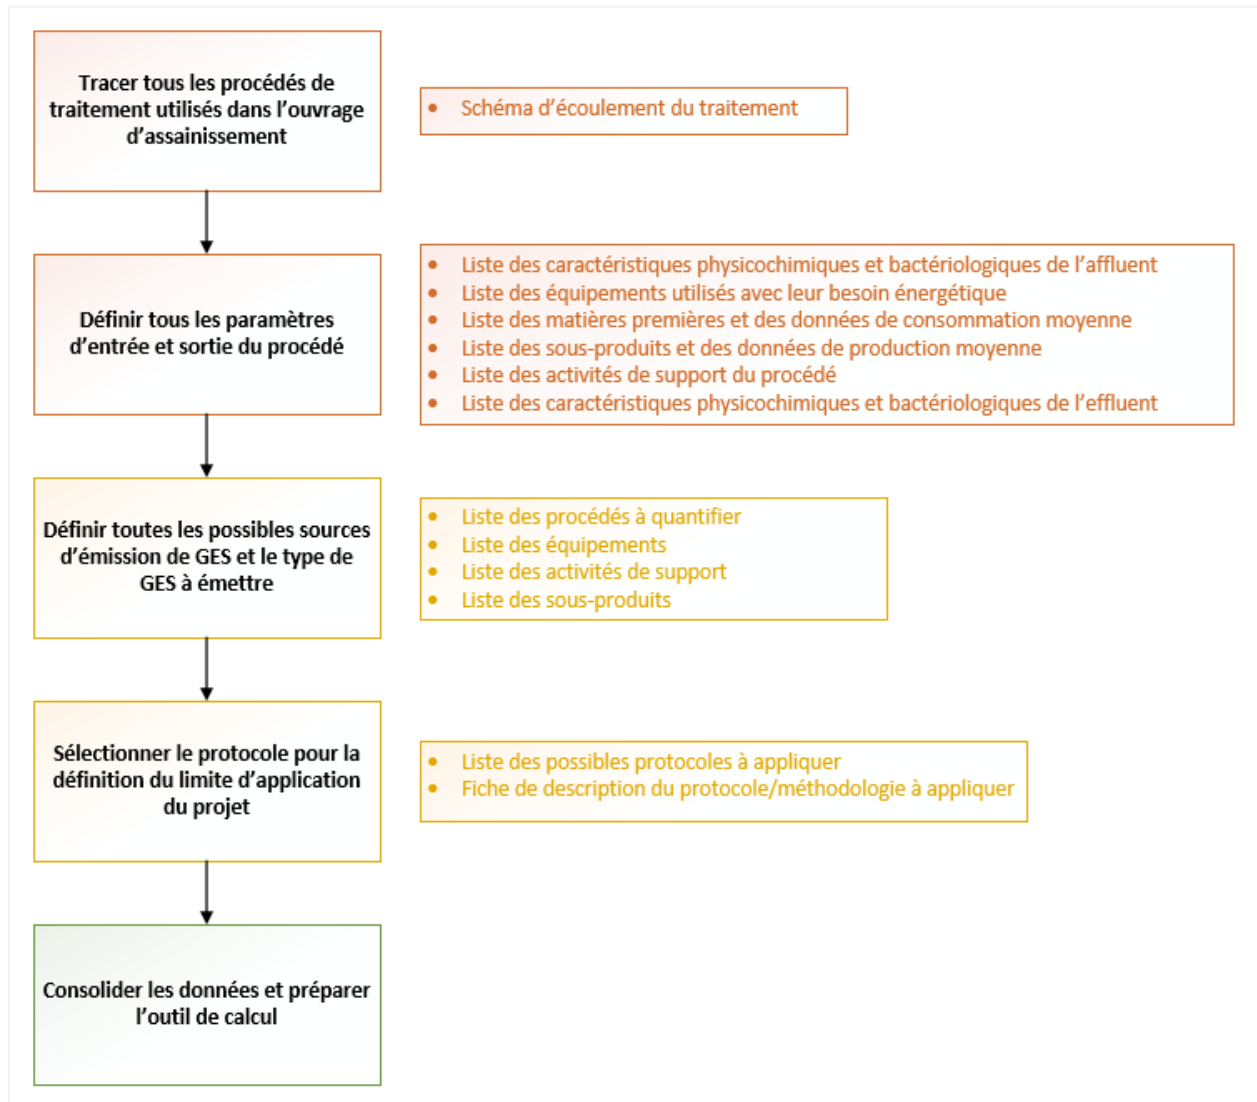 Tracer tous les procédés de
traitement utilisés dans l'ouvrage
d'assainissement
• Schéma d'écoulement du traitement
Définir tous les paramètres
d'entrée et sortie du procédé
• Liste des caractéristiques physicochimiques et bactériologiques de l'affluent
• Liste des équipements utilisés avec leur besoin énergétique
• Liste des matières premières et des données de consommation moyenne
• Liste des sous-produits et des données de production moyenne
• Liste des activités de support du procédé
• Liste des caractéristiques physicochimiques et bactériologiques de l'effluent
Définir toutes les possibles sources
d'émission de GES et le type de
GES à émettre
• Liste des procédés à quantifier
• Liste des équipements
• Liste des activités de support
• Liste des sous-produits
Sélectionner le protocole pour la
définition du limite d'application
du projet
• Liste des possibles protocoles à appliquer
• Fiche de description du protocole/méthodologie à appliquer
Consolider les données et préparer
l'outil de calcul